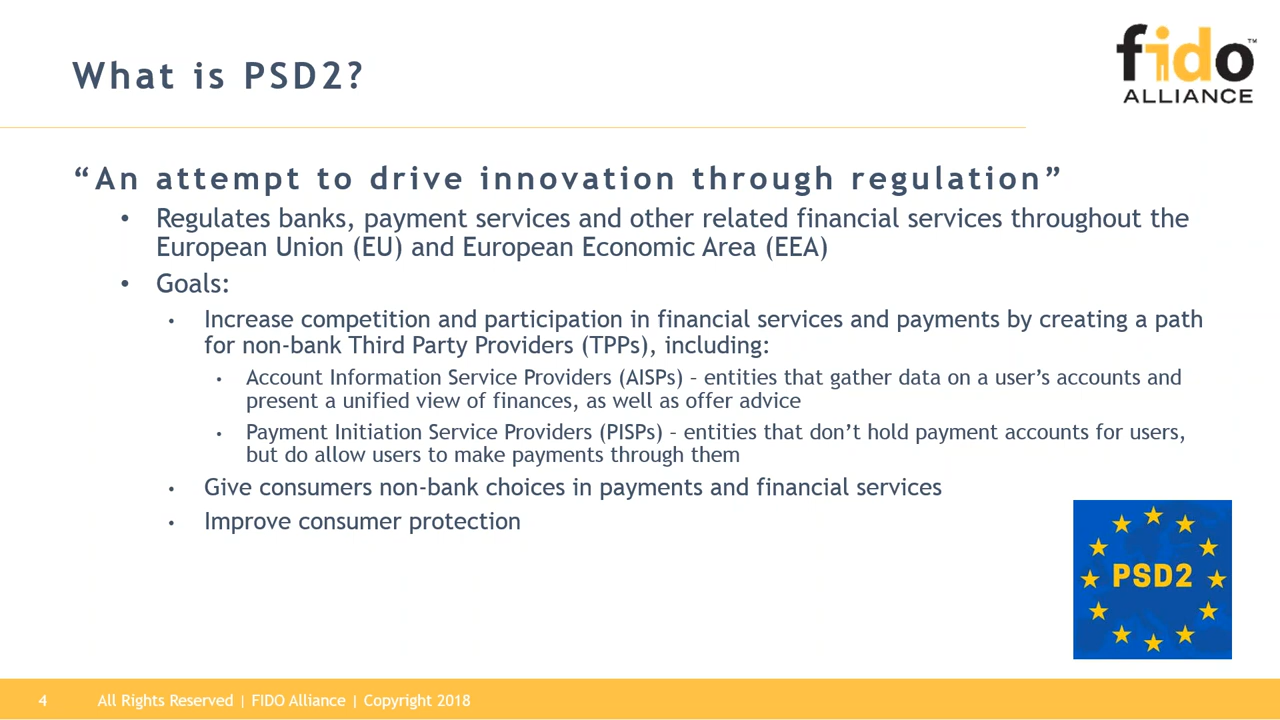 What is PSD2?
fido
ALLIANCE
™
“An attempt to drive innovation through regulation”
• Regulates banks, payment services and other related financial services throughout the
European Union (EU) and European Economic Area (EEA)
• Goals:
• Increase competition and participation in financial services and payments by creating a path
for non-bank Third Party Providers (TPPs), including:
• Account Information Service Providers (AISPs) – entities that gather data on a user’s accounts and
present a unified view of finances, as well as offer advice
• Payment Initiation Service Providers (PISPs) – entities that don’t hold payment accounts for users,
but do allow users to make payments through them
• Give consumers non-bank choices in payments and financial services
• Improve consumer protection
PSD2
4 All Rights Reserved | FIDO Alliance | Copyright 2018